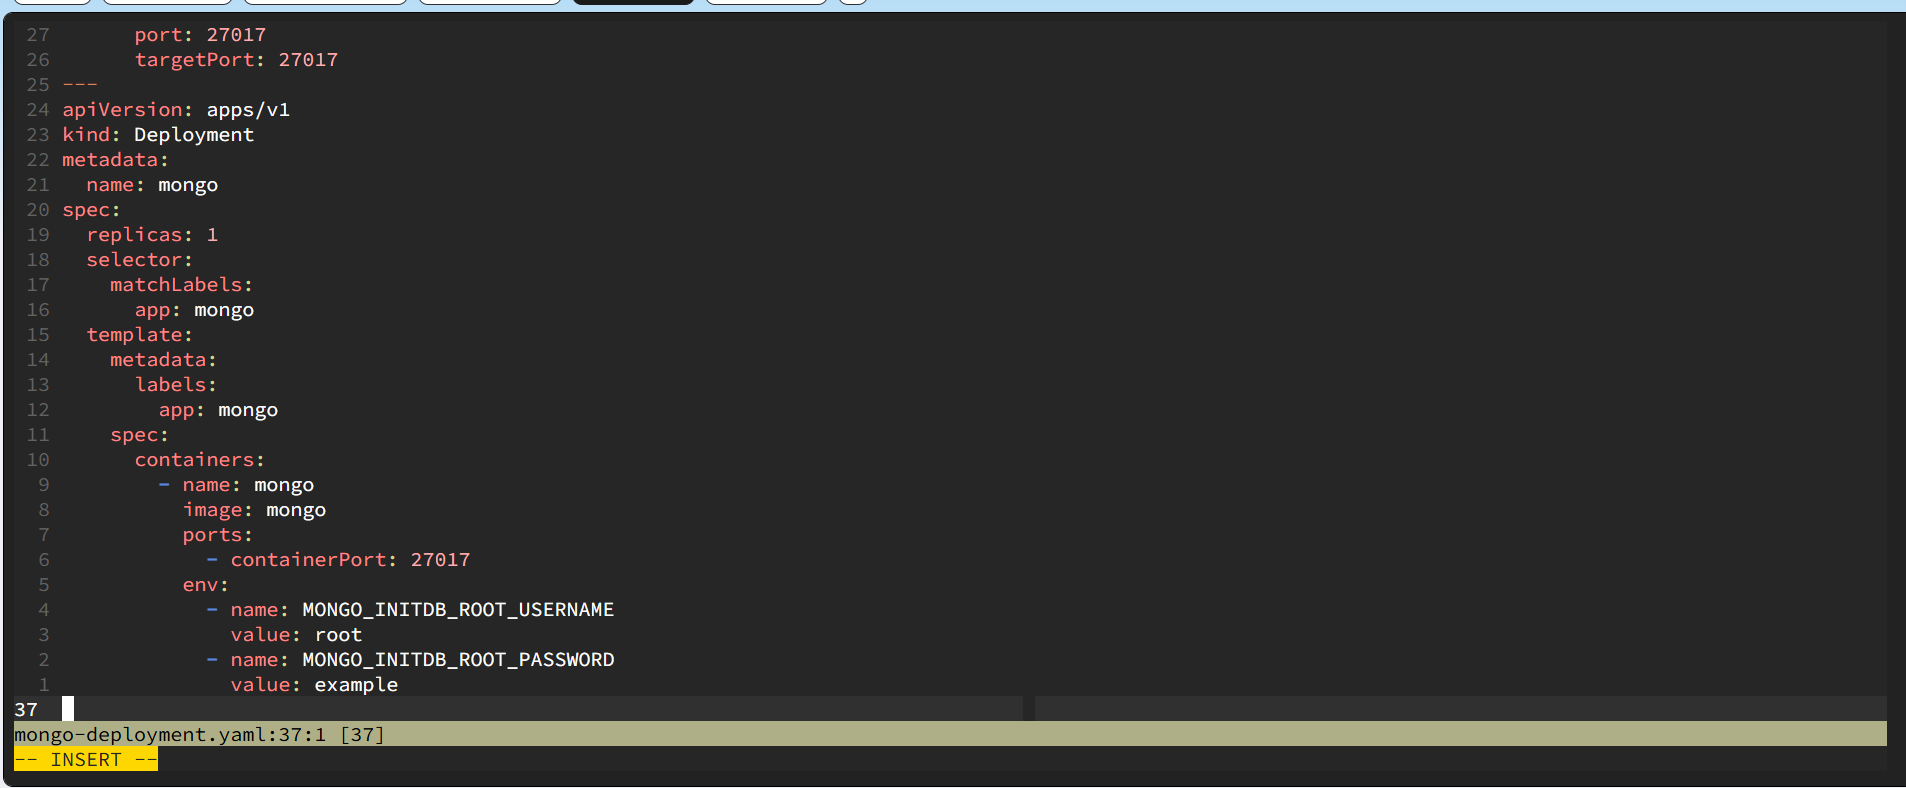 27       port: 27017
26       targetPort: 27017
25 ---
24 apiVersion: apps/v1
23 kind: Deployment
22 metadata:
21   name: mongo
20 spec:
19   replicas: 1
18   selector:
17     matchLabels:
16       app: mongo
15   template:
14     metadata:
13       labels:
12         app: mongo
11     spec:
10       containers:
 9         - name: mongo
 8           image: mongo
 7           ports:
 6             - containerPort: 27017
 5           env:
 4             - name: MONGO_INITDB_ROOT_USERNAME
 3               value: root
 2             - name: MONGO_INITDB_ROOT_PASSWORD
 1               value: example
37
mongo-deployment.yaml:37:1 [37]
-- INSERT --